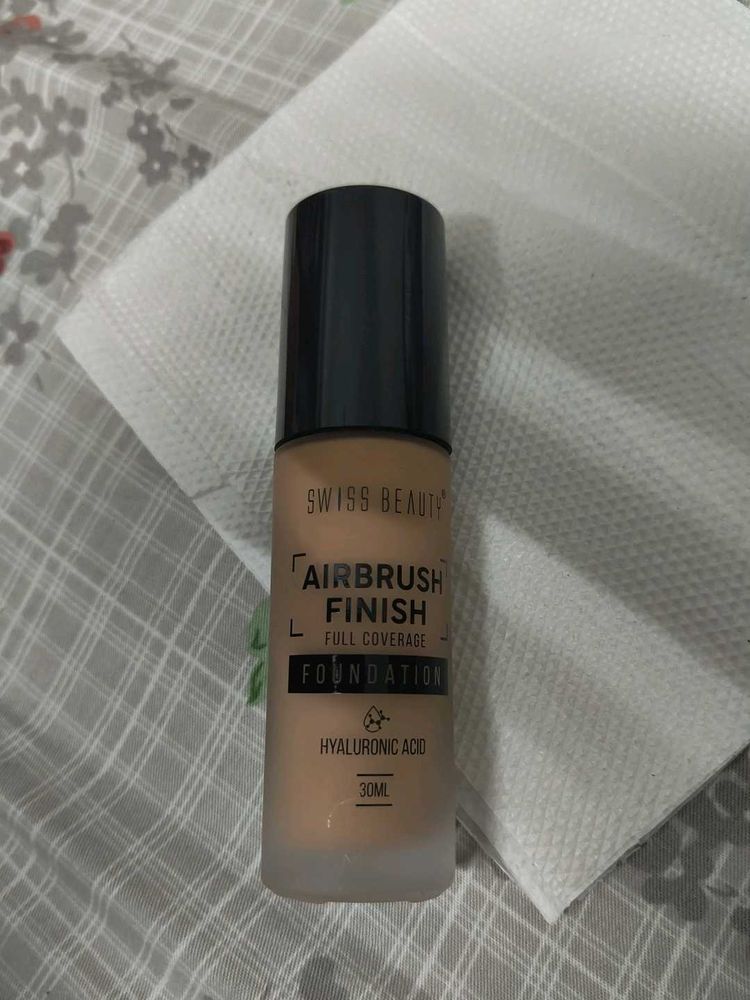 SWISS BEAUTY®
AIRBRUSH
FINISH
FULL COVERAGE
FOUNDATION
HYALURONIC ACID
30ML